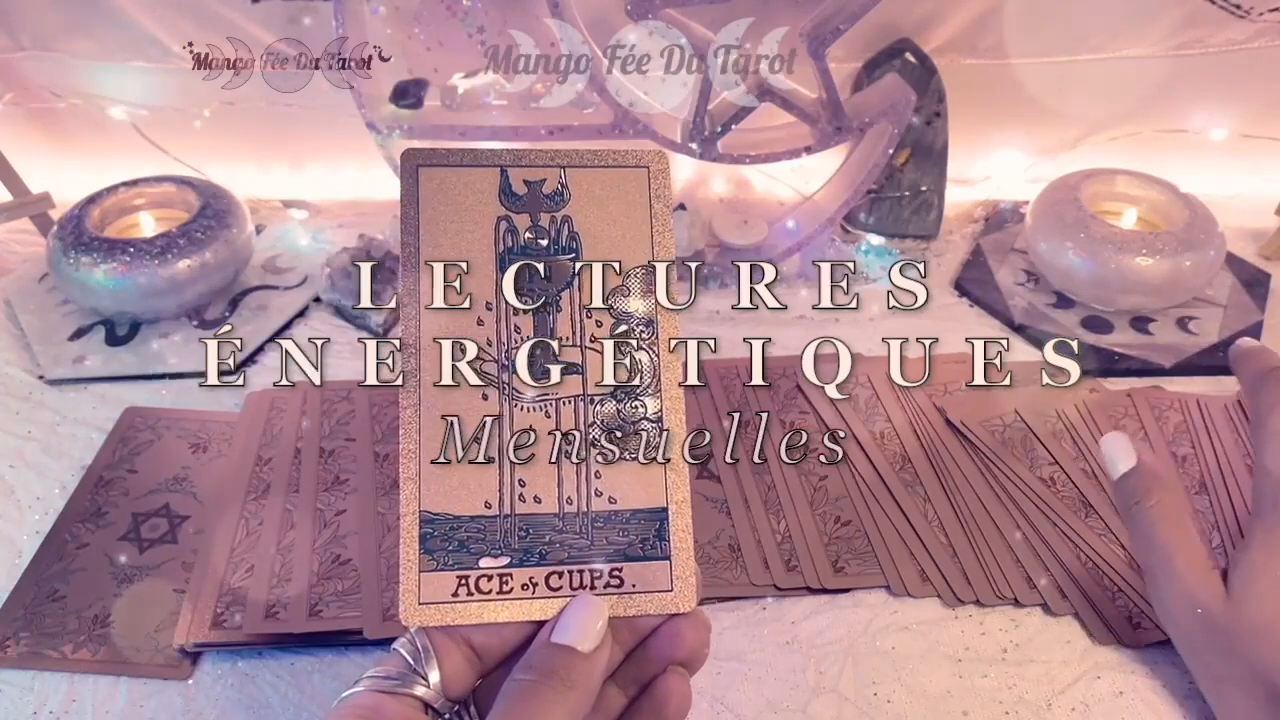 Mango Fée Du Tarot
Mango Fée Du Tarot
LECTURES
ÉNERGÉTIQUES
Mensuelles
ACE of CUPS.